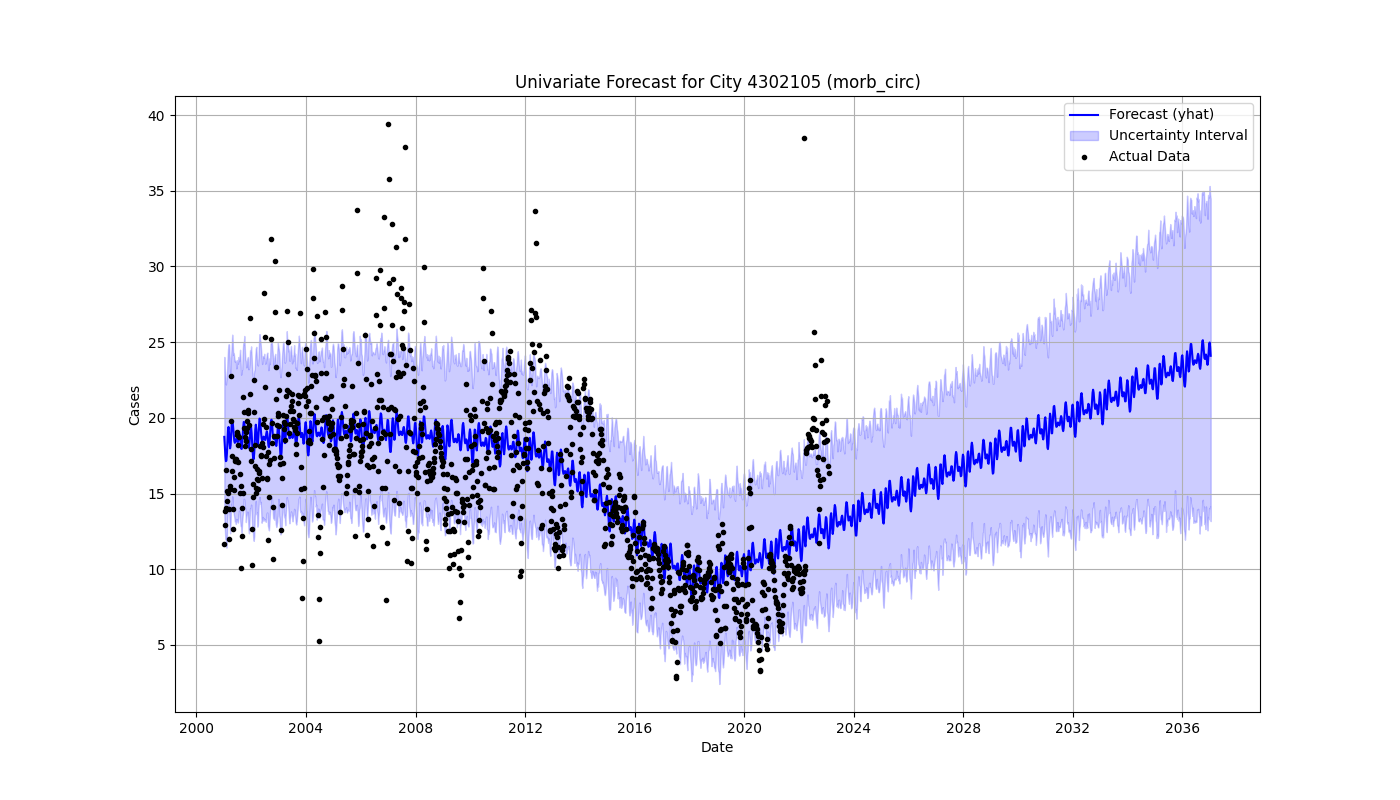 Univariate Forecast for City 4302105 (morb_circ)
Forecast (yhat)
Uncertainty Interval
Actual Data
Cases
40
35
30
25
20
15
10
5
2000 2004 2008 2012 2016 2020 2024 2028 2032 2036
Date